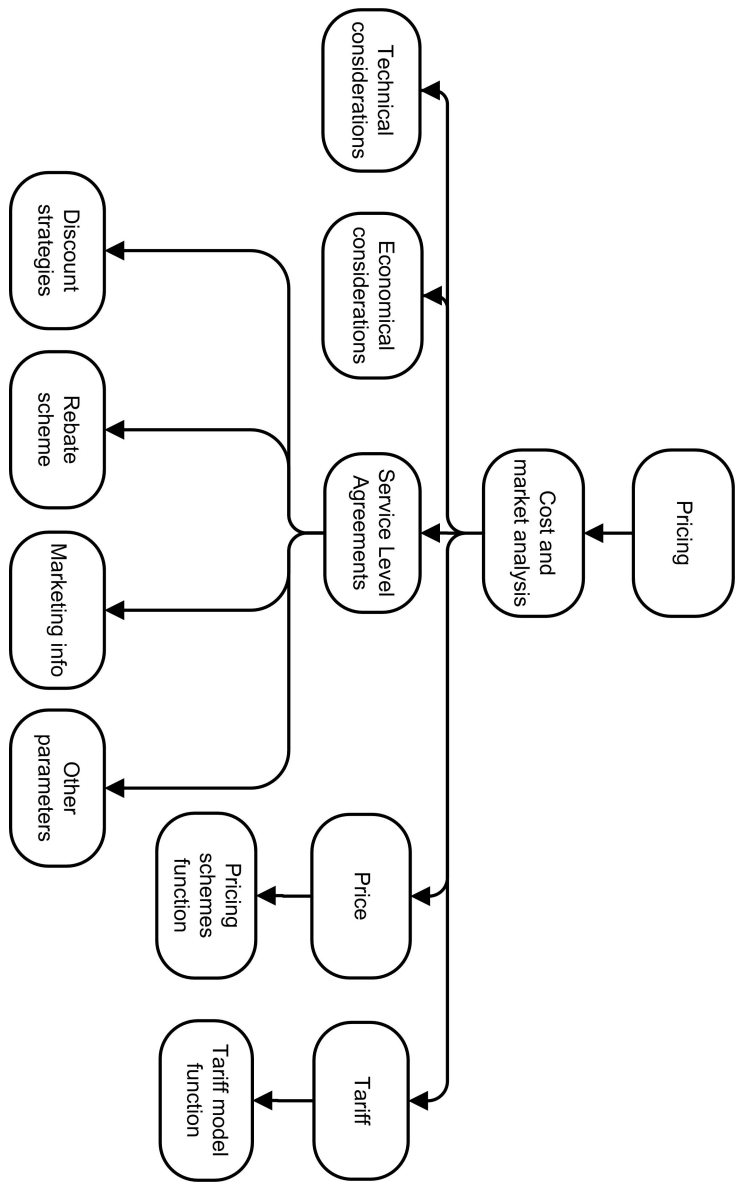 Pricing
Cost and
market analysis
Technical
considerations
Economical
considerations
Service Level
Agreements
Price
Tariff
Pricing
schemes
function
Tariff model
function
Discount
strategies
Rebate
scheme
Marketing info
Other
parameters